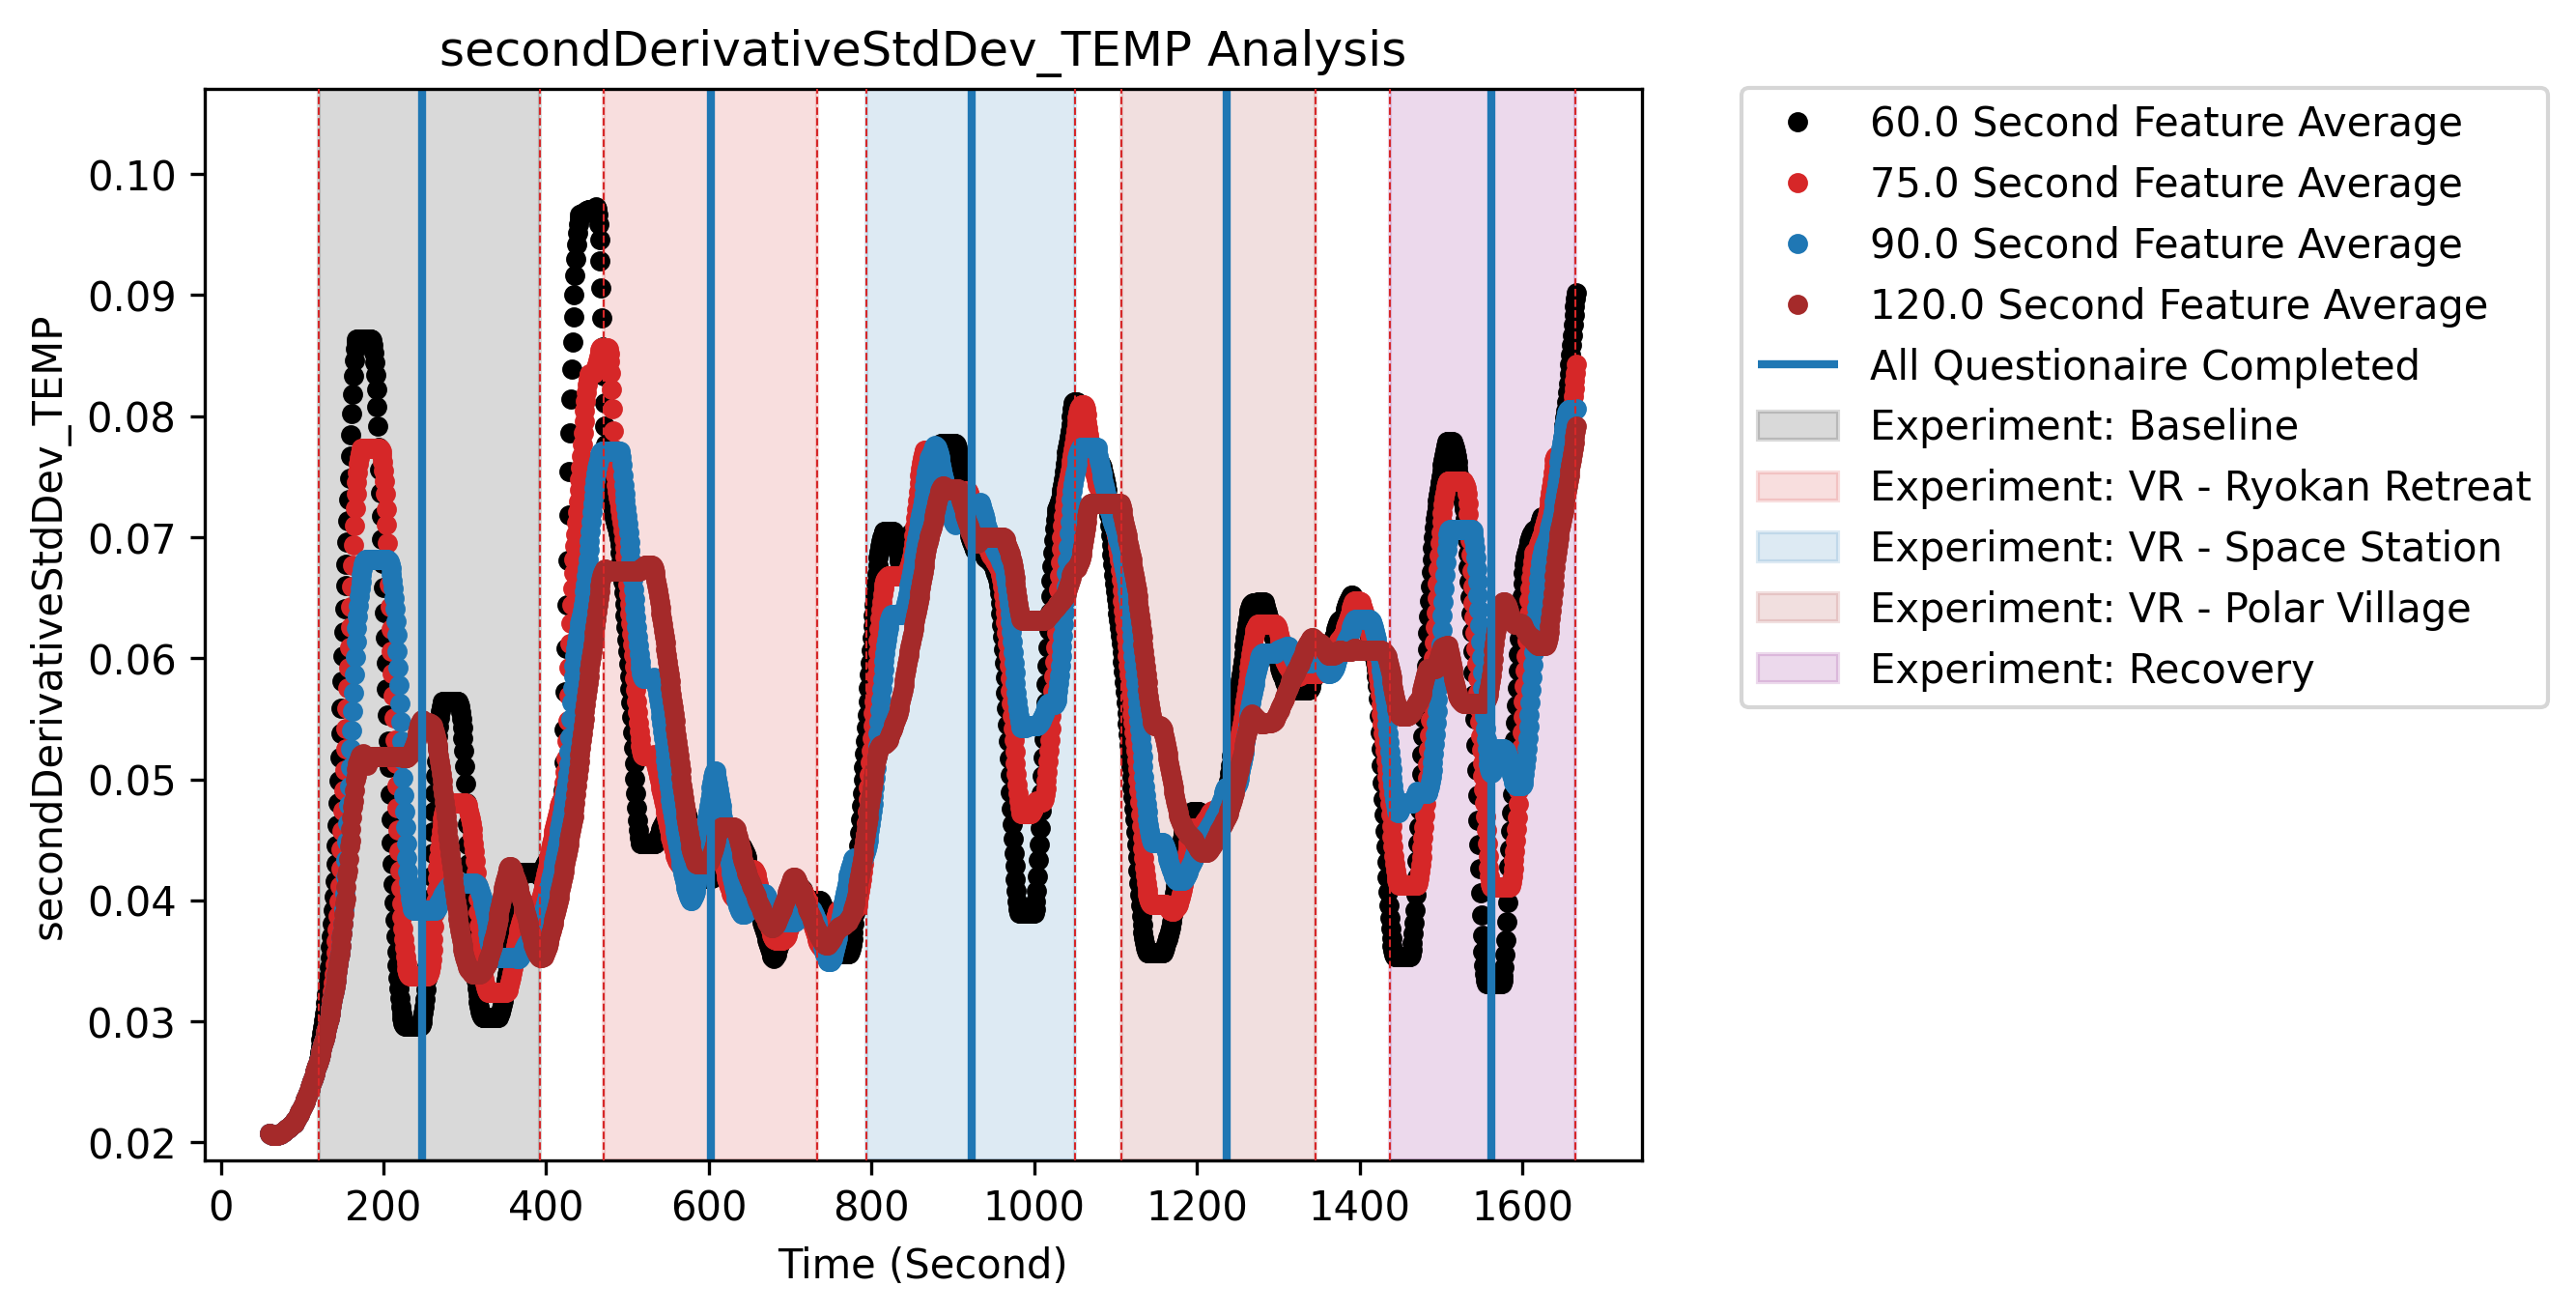 secondDerivativeStdDev_TEMP Analysis
secondDerivativeStdDev_TEMP
0.10
0.09
0.08
0.07
0.06
0.05
0.04
0.03
0.02
0 200 400 600 800 1000 1200 1400 1600
Time (Second)
60.0 Second Feature Average
75.0 Second Feature Average
90.0 Second Feature Average
120.0 Second Feature Average
All Questionaire Completed
Experiment: Baseline
Experiment: VR - Ryokan Retreat
Experiment: VR - Space Station
Experiment: VR - Polar Village
Experiment: Recovery